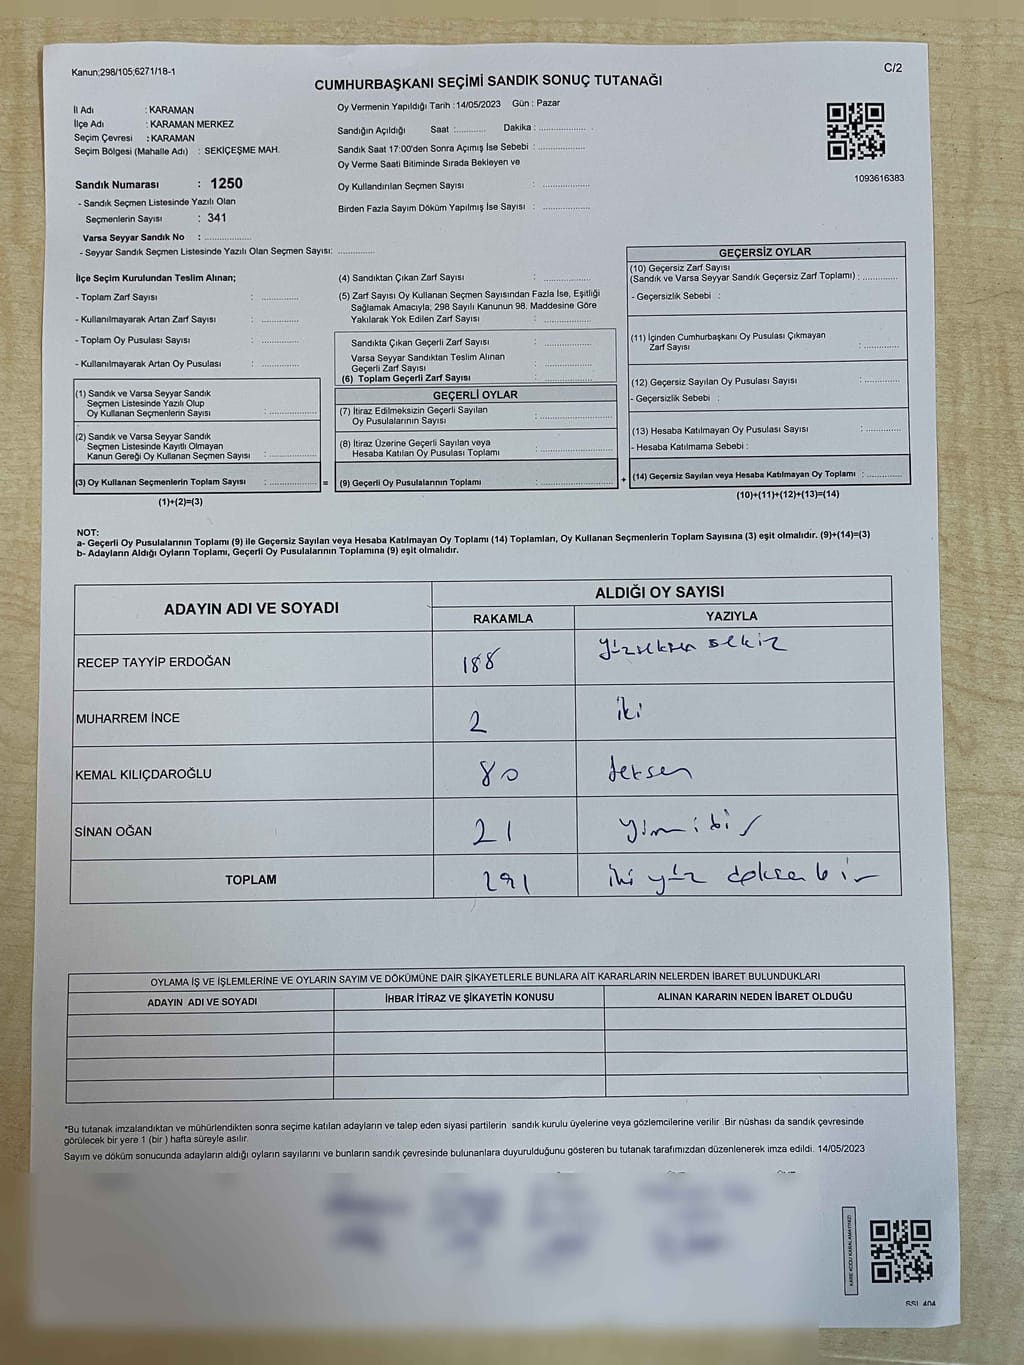 Kanun;298/105;6271/18-1
C/2
CUMHURBAŞKANI SEÇİMİ SANDIK SONUÇ TUTANAĞI
İl Adı : KARAMAN
İlçe Adı : KARAMAN MERKEZ
Seçim Çevresi : KARAMAN
Seçim Bölgesi (Mahalle Adı) : SEKİÇEŞME MAH.
Sandık Numarası : 1250
- Sandık Seçmen Listesinde Yazılı Olan
Seçmenlerin Sayısı : 341
Varsa Seyyar Sandık No : ..............
- Seyyar Sandık Seçmen Listesinde Yazılı Olan Seçmen Sayısı: ............
Oy Vermenin Yapıldığı Tarih :14/05/2023 Gün : Pazar
Sandığın Açıldığı Saat :.......... Dakika : ................ .
Sandık Saat 17:00'den Sonra Açımış İse Sebebi : ................
Oy Verme Saati Bitiminde Sırada Bekleyen ve
Oy Kullandırılan Seçmen Sayısı : ................
Birden Fazla Sayım Döküm Yapılmış İse Sayısı : ................
1093616383
İlçe Seçim Kurulundan Teslim Alınan;
- Toplam Zarf Sayısı : ............
- Kullanılmayarak Artan Zarf Sayısı : ............
- Toplam Oy Pusulası Sayısı : ............
- Kullanılmayarak Artan Oy Pusulası : ............
(1) Sandık ve Varsa Seyyar Sandık
Seçmen Listesinde Yazılı Olup
Oy Kullanan Seçmenlerin Sayısı : ................
(2) Sandık ve Varsa Seyyar Sandık
Seçmen Listesinde Kayıtlı Olmayan
Kanun Gereği Oy Kullanan Seçmen Sayısı : ................
(3) Oy Kullanan Seçmenlerin Toplam Sayısı : ................
(1)+(2)=(3)
=
(4) Sandıktan Çıkan Zarf Sayısı : ................
(5) Zarf Sayısı Oy Kullanan Seçmen Sayısından Fazla İse, Eşitliği
Sağlamak Amacıyla; 298 Sayılı Kanunun 98. Maddesine Göre
Yakılarak Yok Edilen Zarf Sayısı : ................
Sandıkta Çıkan Geçerli Zarf Sayısı : ................
Varsa Seyyar Sandıktan Teslim Alınan
Geçerli Zarf Sayısı : ................
(6) Toplam Geçerli Zarf Sayısı : ................
GEÇERLİ OYLAR
(7) İtiraz Edilmeksizin Geçerli Sayılan
Oy Pusulalarının Sayısı : ................
(8) İtiraz Üzerine Geçerli Sayılan veya
Hesaba Katılan Oy Pusulası Toplamı : ................
(9) Geçerli Oy Pusulalarının Toplamı : ................
+
GEÇERSİZ OYLAR
(10) Geçersiz Zarf Sayısı
(Sandık ve Varsa Seyyar Sandık Geçersiz Zarf Toplamı) : ............
- Geçersizlik Sebebi :
(11) İçinden Cumhurbaşkanı Oy Pusulası Çıkmayan
Zarf Sayısı : ............
(12) Geçersiz Sayılan Oy Pusulası Sayısı : ............
- Geçersizlik Sebebi :
(13) Hesaba Katılmayan Oy Pusulası Sayısı : ............
- Hesaba Katılmama Sebebi :
(14) Geçersiz Sayılan veya Hesaba Katılmayan Oy Toplamı : ............
(10)+(11)+(12)+(13)=(14)
NOT:
a- Geçerli Oy Pusulalarının Toplamı (9) ile Geçersiz Sayılan veya Hesaba Katılmayan Oy Toplamı (14) Toplamları, Oy Kullanan Seçmenlerin Toplam Sayısına (3) eşit olmalıdır. (9)+(14)=(3)
b- Adayların Aldığı Oyların Toplamı, Geçerli Oy Pusulalarının Toplamına (9) eşit olmalıdır.
ADAYIN ADI VE SOYADI
ALDIĞI OY SAYISI
RAKAMLA YAZIYLA
RECEP TAYYİP ERDOĞAN 188 yüzseksen sekiz
MUHARREM İNCE 2 iki
KEMAL KILIÇDAROĞLU 80 seksen
SİNAN OĞAN 21 yirmi bir
TOPLAM 291 iki yüz doksan bir
OYLAMA İŞ VE İŞLEMLERİNE VE OYLARIN SAYIM VE DÖKÜMÜNE DAİR ŞİKAYETLERLE BUNLARA AİT KARARLARIN NELERDEN İBARET BULUNDUKLARI
ADAYIN ADI VE SOYADI İHBAR İTİRAZ VE ŞİKAYETİN KONUSU ALINAN KARARIN NEDEN İBARET OLDUĞU
*Bu tutanak imzalandıktan ve mühürlendikten sonra seçime katılan adayların ve talep eden siyasi partilerin sandık kurulu üyelerine veya gözlemcilerine verilir .Bir nüshası da sandık çevresinde
görülecek bir yere 1 (bir ) hafta süreyle asılır.
Sayım ve döküm sonucunda adayların aldığı oyların sayılarını ve bunların sandık çevresinde bulunanlara duyurulduğunu gösteren bu tutanak tarafımızdan düzenlenerek imza edildi. 14/05/2023
KARE KODU KARALAMAYINIZ!